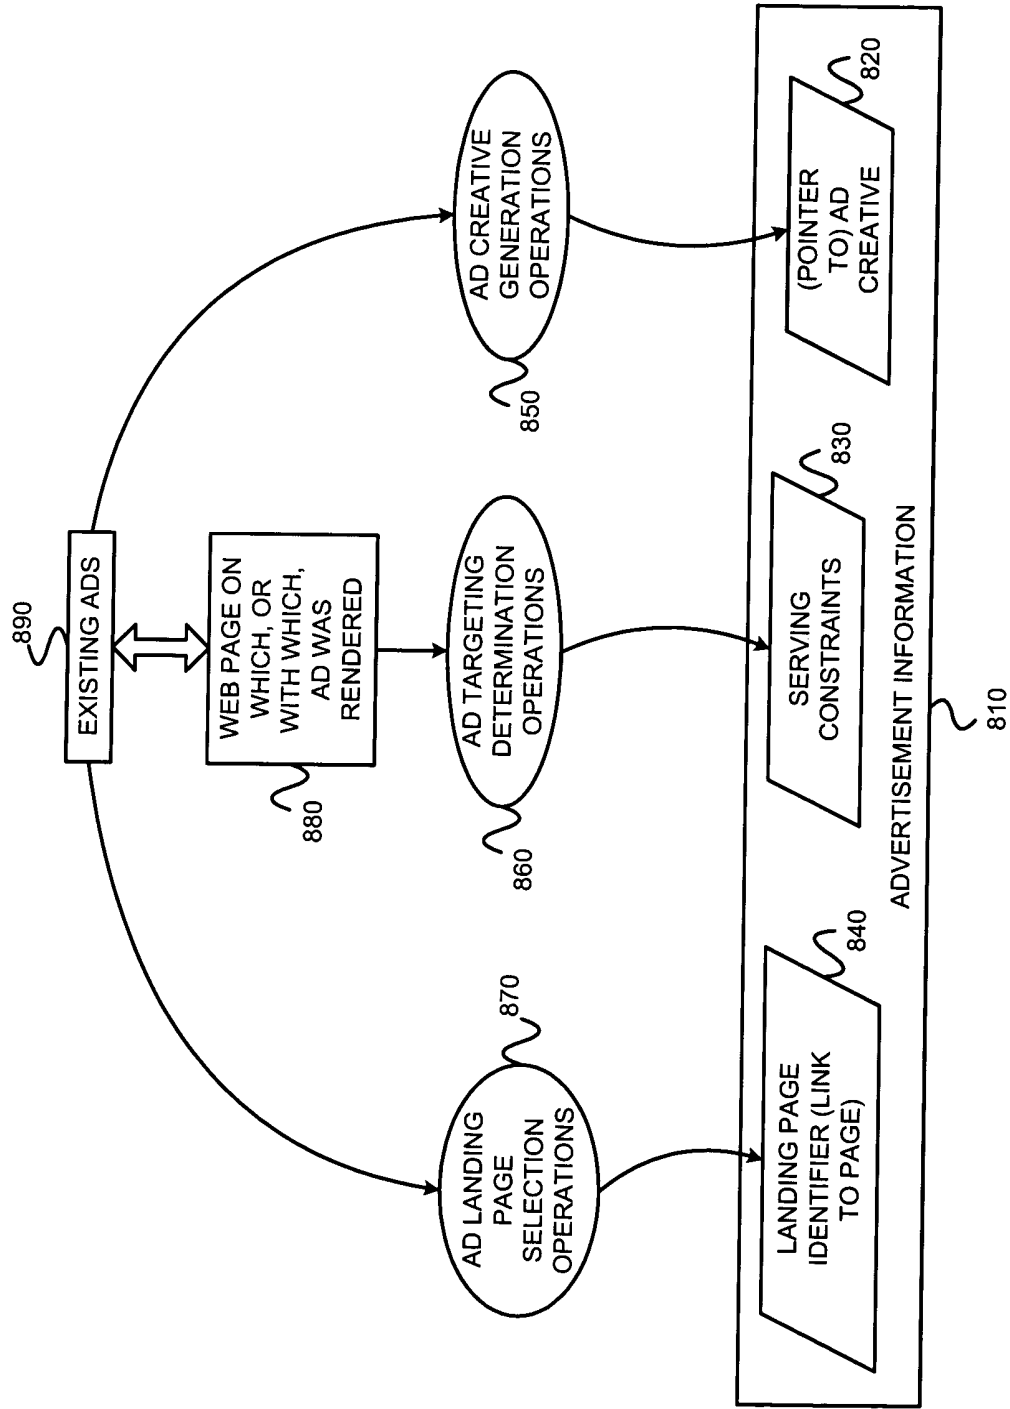 890
EXISTING ADS
WEB PAGE ON
WHICH, OR
WITH WHICH,
AD WAS
RENDERED
880
870
AD LANDING
PAGE
SELECTION
OPERATIONS
AD TARGETING
DETERMINATION
OPERATIONS
860
AD CREATIVE
GENERATION
OPERATIONS
850
LANDING PAGE
IDENTIFIER (LINK
TO PAGE)
840
SERVING
CONSTRAINTS
830
(POINTER
TO) AD
CREATIVE
820
ADVERTISEMENT INFORMATION
810